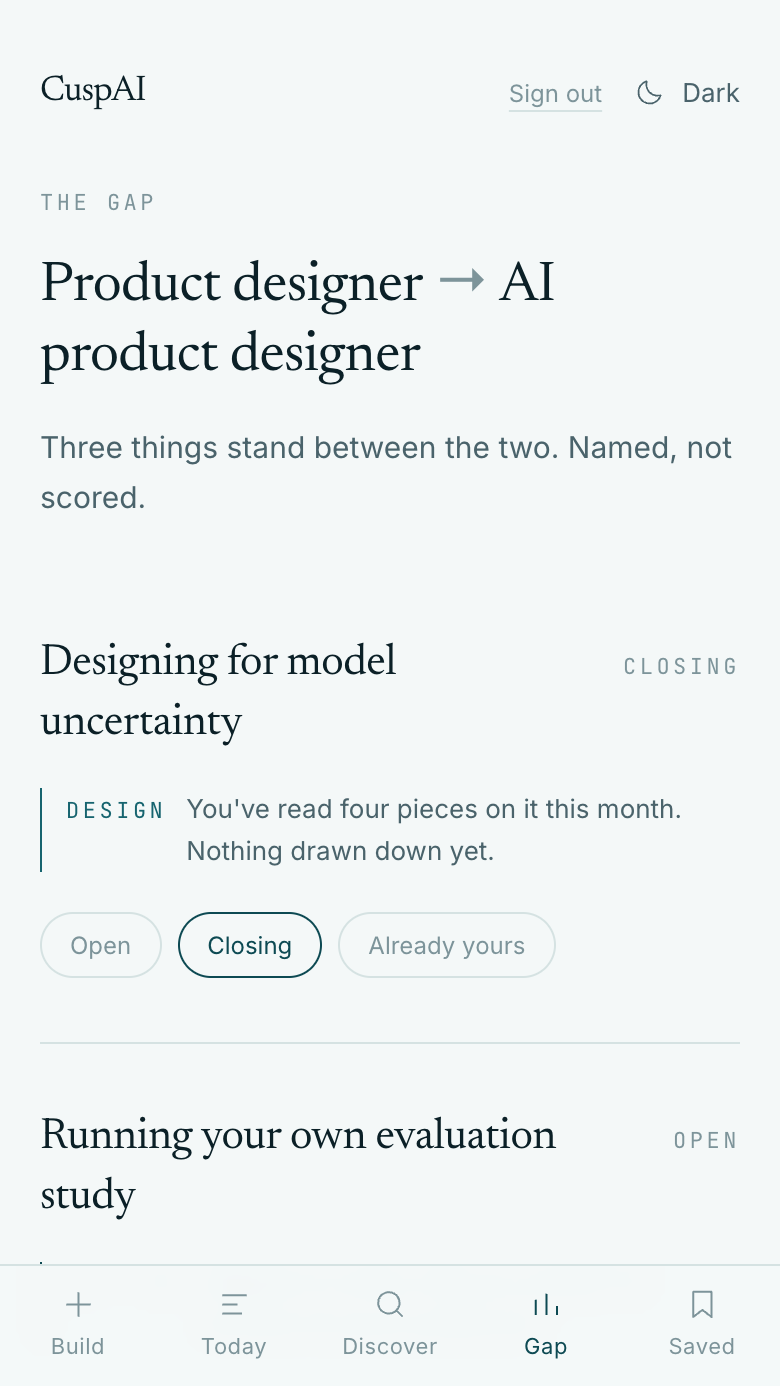 CuspAI
Sign out
Dark
THE GAP
Product designer → AI
product designer
Three things stand between the two. Named, not
scored.
Designing for model
uncertainty
CLOSING
DESIGN
You've read four pieces on it this month.
Nothing drawn down yet.
Open
Closing
Already yours
Running your own evaluation
study
OPEN
Build
Today
Discover
Gap
Saved